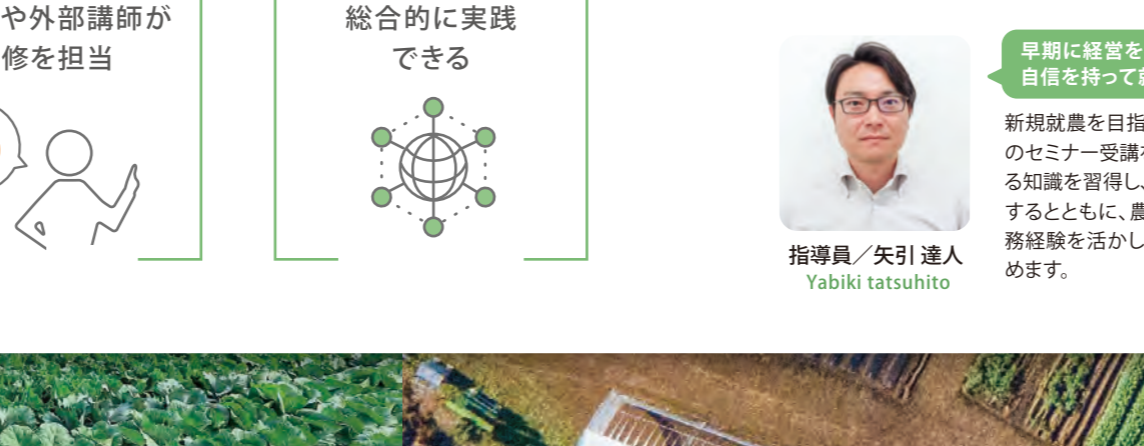 や外部講師が
修を担当
総合的に実践
できる
早期に経営を
自信を持って
新規就農を目指
のセミナー受講
る知識を習得し、
するとともに、農
務経験を活かし
めます。
指導員／矢引 達人
Yabiki tatsuhito